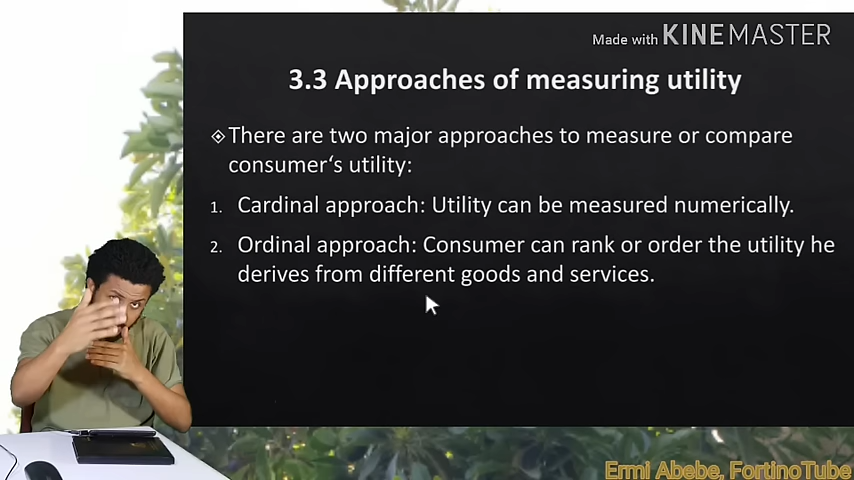 Made with KINEMASTER
3.3 Approaches of measuring utility
There are two major approaches to measure or compare
consumer‘s utility:
1. Cardinal approach: Utility can be measured numerically.
2. Ordinal approach: Consumer can rank or order the utility he
derives from different goods and services.
Ermi Abebe, FortinoTube